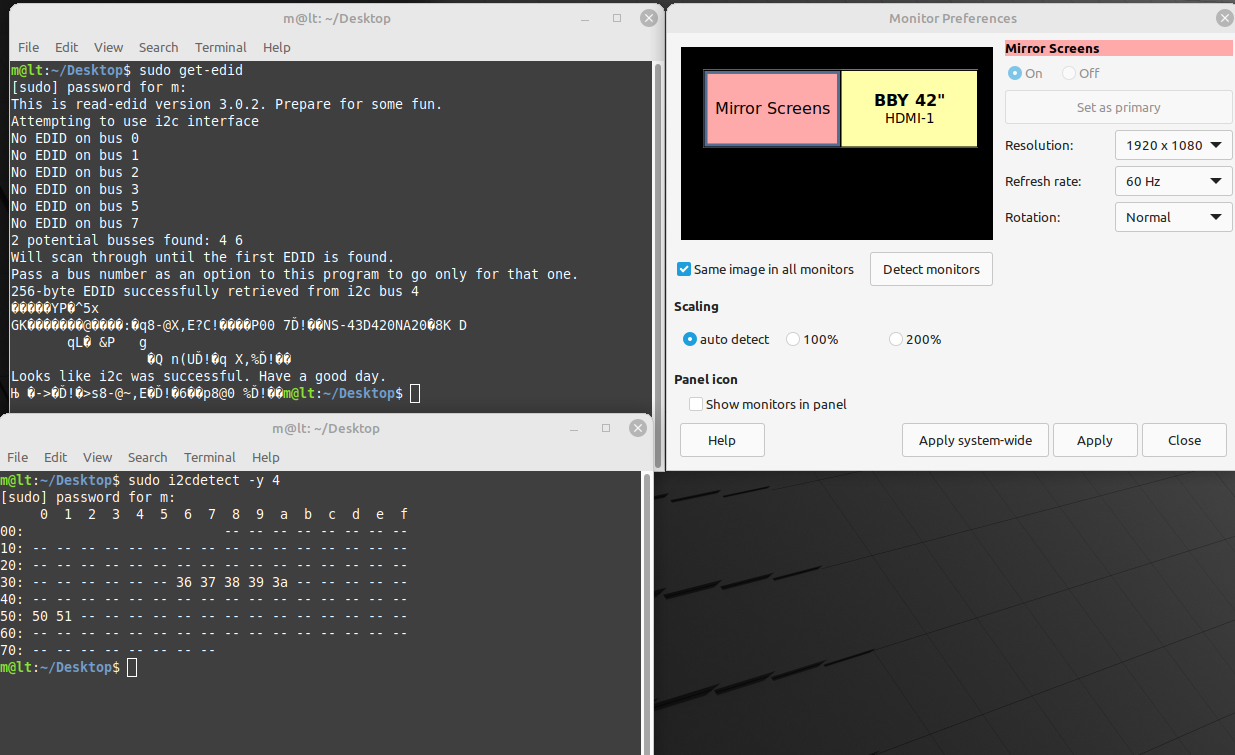 m@lt: ~/Desktop
File Edit View Search Terminal Help
m@lt:~/Desktop$ sudo get-edid
[sudo] password for m:
This is read-edid version 3.0.2. Prepare for some fun.
Attempting to use i2c interface
No EDID on bus 0
No EDID on bus 1
No EDID on bus 2
No EDID on bus 3
No EDID on bus 5
No EDID on bus 7
2 potential busses found: 4 6
Will scan through until the first EDID is found.
Pass a bus number as an option to this program to go only for that one.
256-byte EDID successfully retrieved from i2c bus 4
�����YP�^5x
GK�������@����:�q8-@X,E?C!����P00 7Ď!��NS-43D420NA20�8K D
qL� &P g
�Q n(UĎ!�q X,%Ď!��
Looks like i2c was successful. Have a good day.
Њ �->�Ď!�>s8-@~,E�Ď!�6��p8@0 %Ď!��m@lt:~/Desktop$
m@lt: ~/Desktop
File Edit View Search Terminal Help
m@lt:~/Desktop$ sudo i2cdetect -y 4
[sudo] password for m:
0 1 2 3 4 5 6 7 8 9 a b c d e f
00: -- -- -- -- -- -- -- --
10: -- -- -- -- -- -- -- -- -- -- -- -- -- -- -- --
20: -- -- -- -- -- -- -- -- -- -- -- -- -- -- -- --
30: -- -- -- -- -- -- 36 37 38 39 3a -- -- -- -- --
40: -- -- -- -- -- -- -- -- -- -- -- -- -- -- -- --
50: 50 51 -- -- -- -- -- -- -- -- -- -- -- -- -- --
60: -- -- -- -- -- -- -- -- -- -- -- -- -- -- -- --
70: -- -- -- -- -- -- -- --
m@lt:~/Desktop$
Monitor Preferences
Mirror Screens
BBY 42"
HDMI-1
Mirror Screens
On Off
Set as primary
Resolution: 1920 x 1080
Refresh rate: 60 Hz
Rotation: Normal
Same image in all monitors Detect monitors
Scaling
auto detect 100% 200%
Panel icon
Show monitors in panel
Help Apply system-wide Apply Close